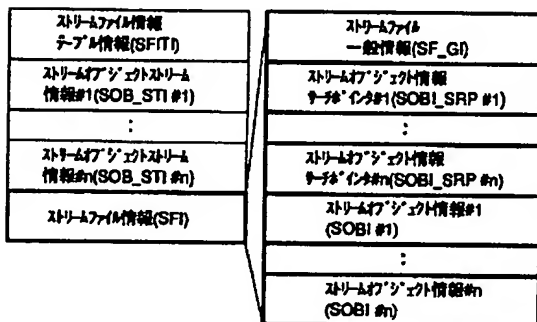 ストリームファイル情報
テーブル情報(SFITI)
ストリームオブジェクトストリーム
情報#1(SOB_STI #1)
:
ストリームオブジェクトストリーム
情報#n(SOB_STI #n)
ストリームファイル情報(SFI)
ストリームファイル
一般情報(SF_GI)
ストリームオブジェクト情報
サーチポインタ#1(SOBI_SRP #1)
:
ストリームオブジェクト情報
サーチポインタ#n(SOBI_SRP #n)
ストリームオブジェクト情報#1
(SOBI #1)
:
ストリームオブジェクト情報#n
(SOBI #n)